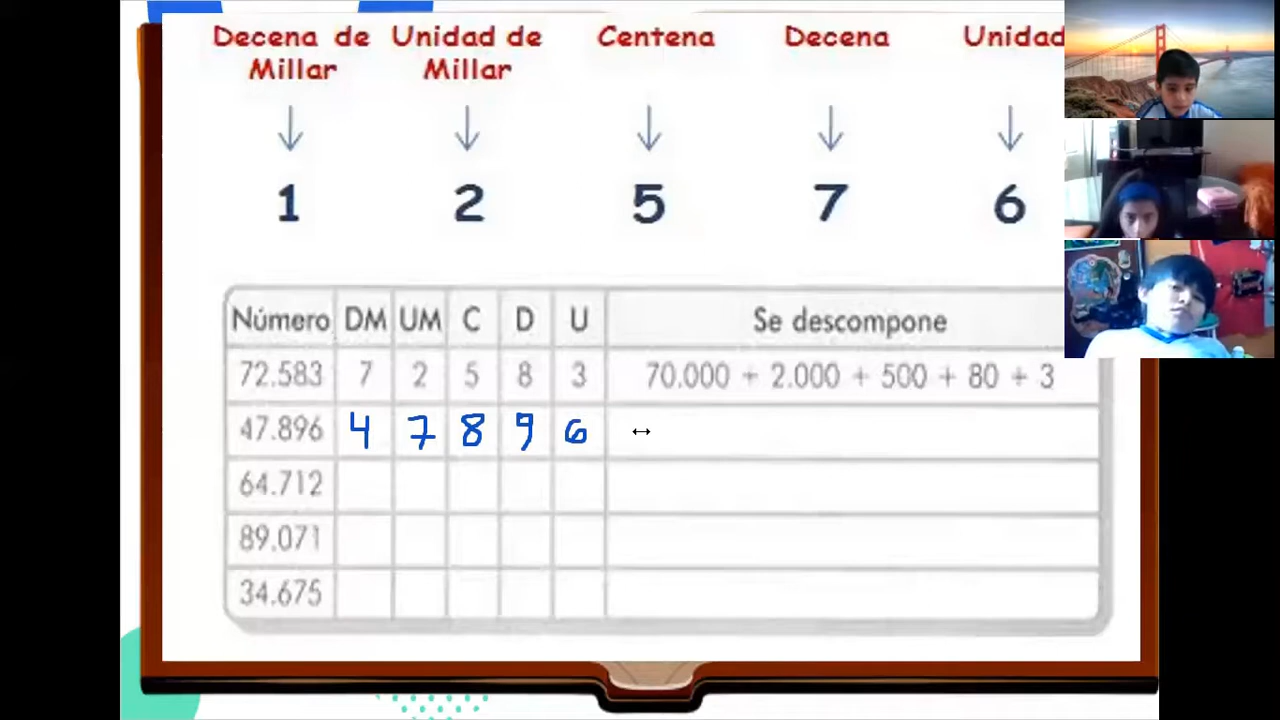 Decena de Millar Unidad de Millar Centena Decena Unidad
1 2 5 7 6
Número DM UM C D U Se descompone
72.583 7 2 5 8 3 70.000 + 2.000 + 500 + 80 + 3
47.896 4 7 8 9 6
64.712
89.071
34.675